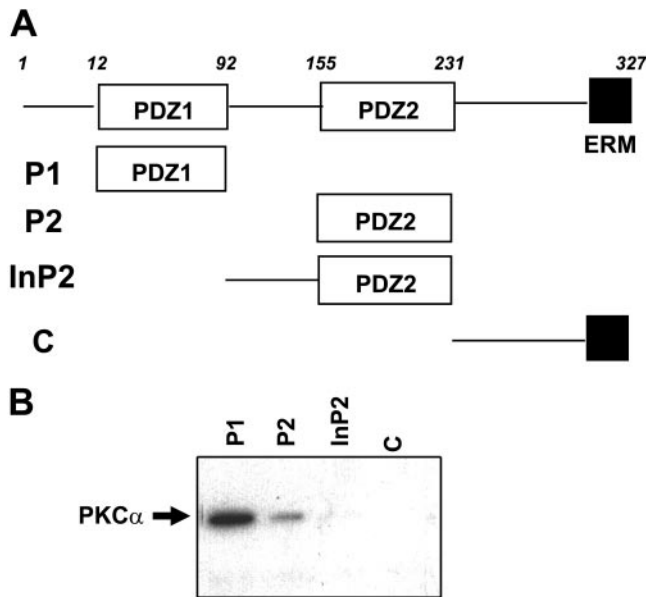 A
1 12 92 155 231 327
PDZ1 PDZ2
ERM
P1 PDZ1
P2 PDZ2
InP2 PDZ2
C
B
P1 P2 InP2 C
PKCα